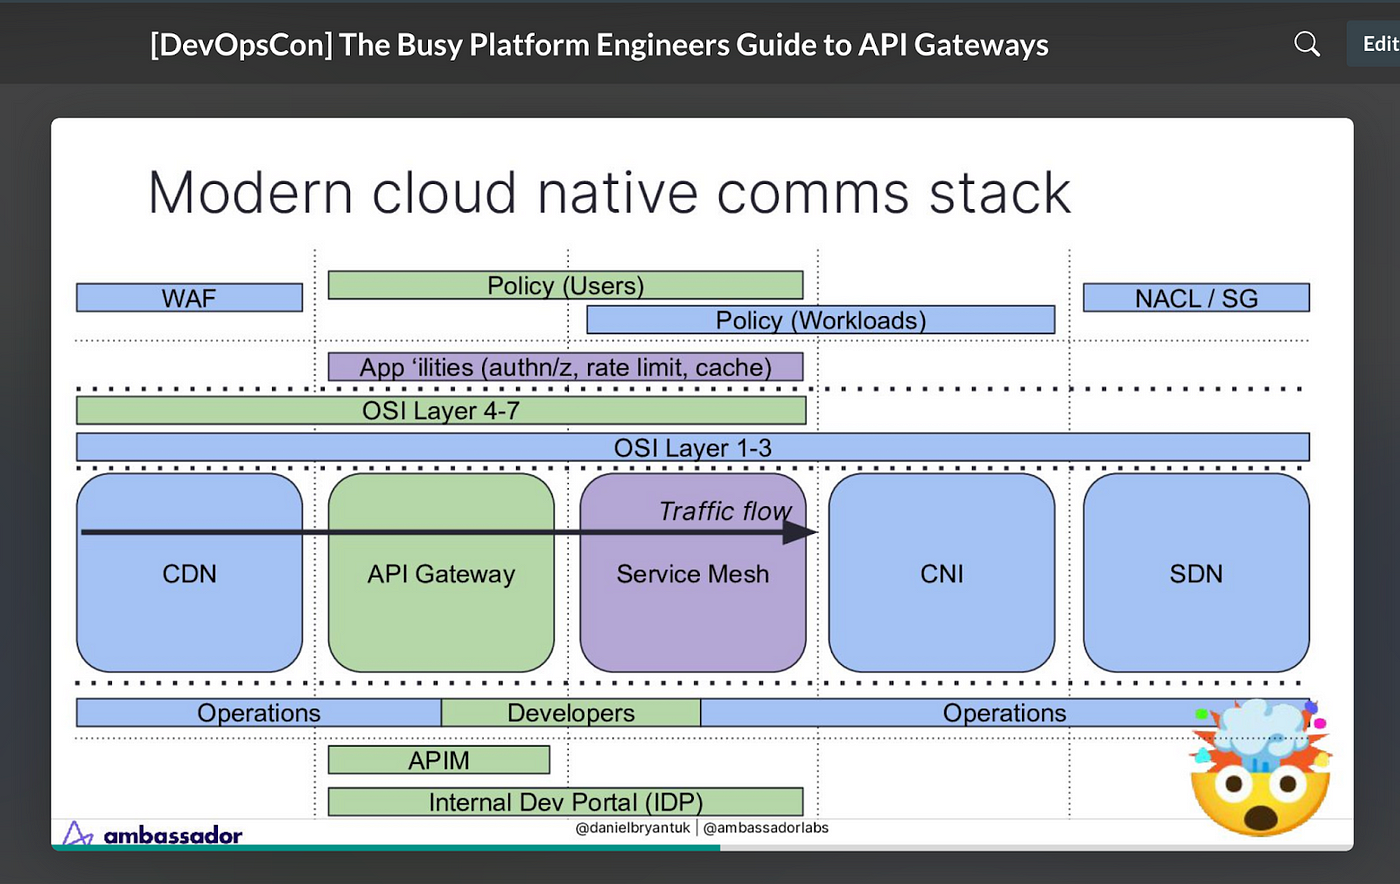 [DevOpsCon] The Busy Platform Engineers Guide to API Gateways
Edit
Modern cloud native comms stack
WAF
Policy (Users)
NACL / SG
Policy (Workloads)
App ‘ilities (authn/z, rate limit, cache)
OSI Layer 4-7
OSI Layer 1-3
Traffic flow
CDN
API Gateway
Service Mesh
CNI
SDN
Operations
Developers
Operations
APIM
Internal Dev Portal (IDP)
@danielbryantuk | @ambassadorlabs
ambassador